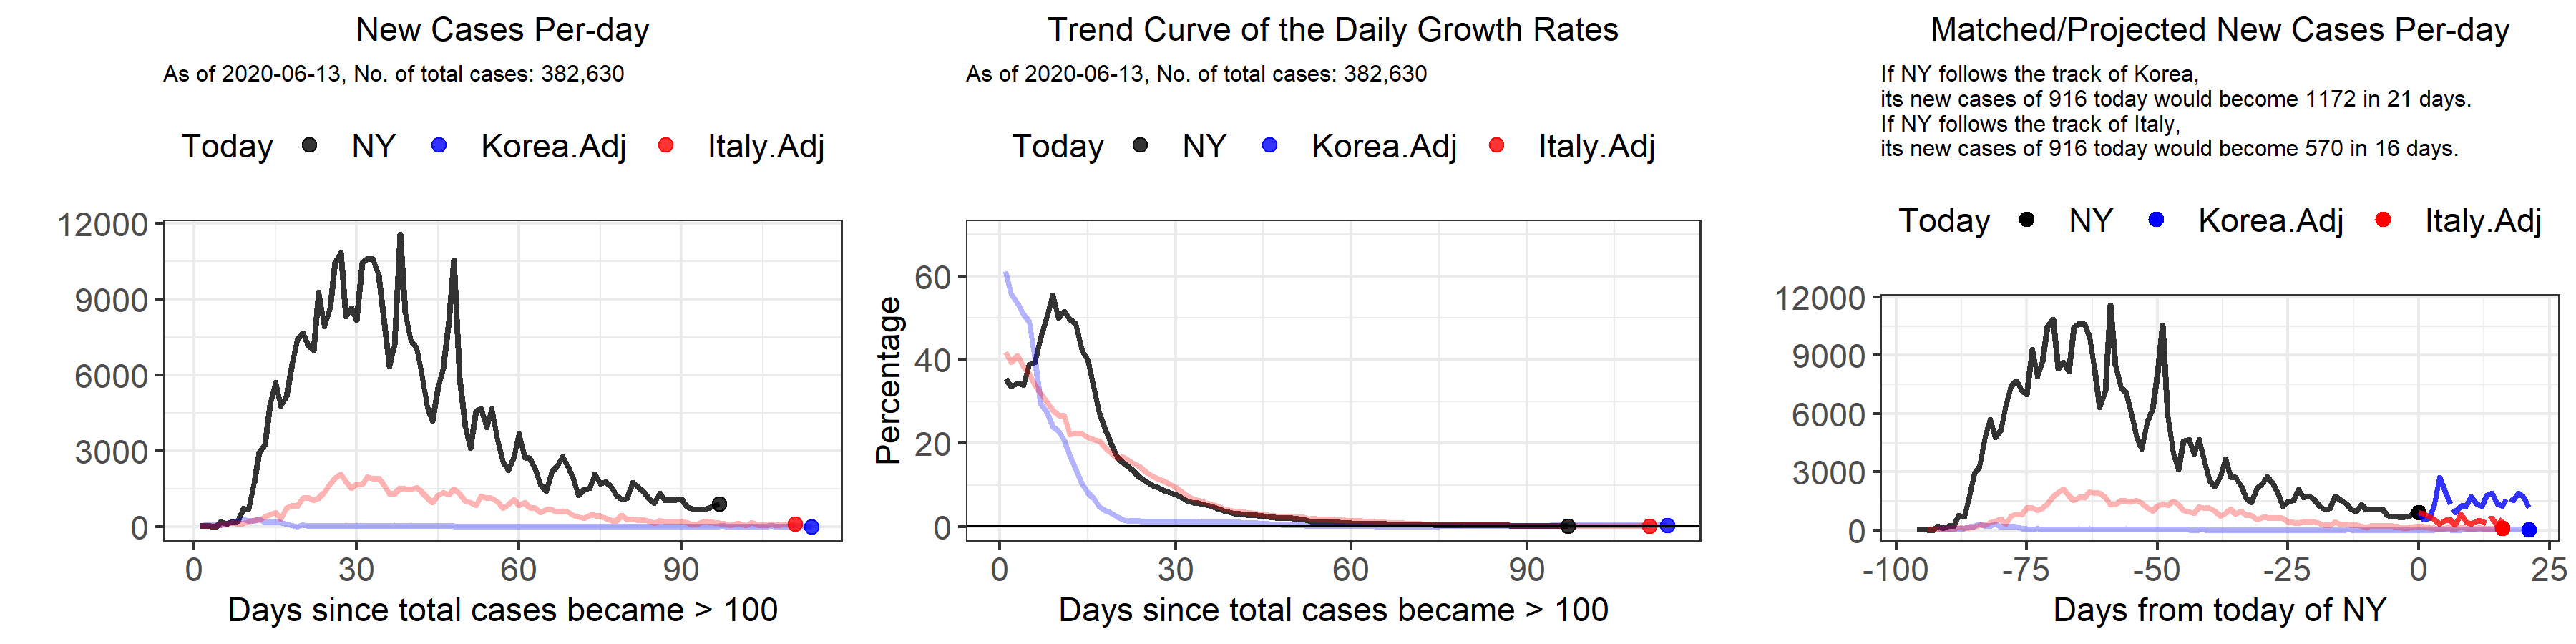 New Cases Per-day
As of 2020-06-13, No. of total cases: 382,630
Today NY Korea.Adj Italy.Adj
12000
9000
6000
3000
0
0 30 60 90
Days since total cases became > 100
Trend Curve of the Daily Growth Rates
As of 2020-06-13, No. of total cases: 382,630
Today NY Korea.Adj Italy.Adj
Percentage
60
40
20
0
0 30 60 90
Days since total cases became > 100
Matched/Projected New Cases Per-day
If NY follows the track of Korea,
its new cases of 916 today would become 1172 in 21 days.
If NY follows the track of Italy,
its new cases of 916 today would become 570 in 16 days.
Today NY Korea.Adj Italy.Adj
12000
9000
6000
3000
0
-100 -75 -50 -25 0 25
Days from today of NY